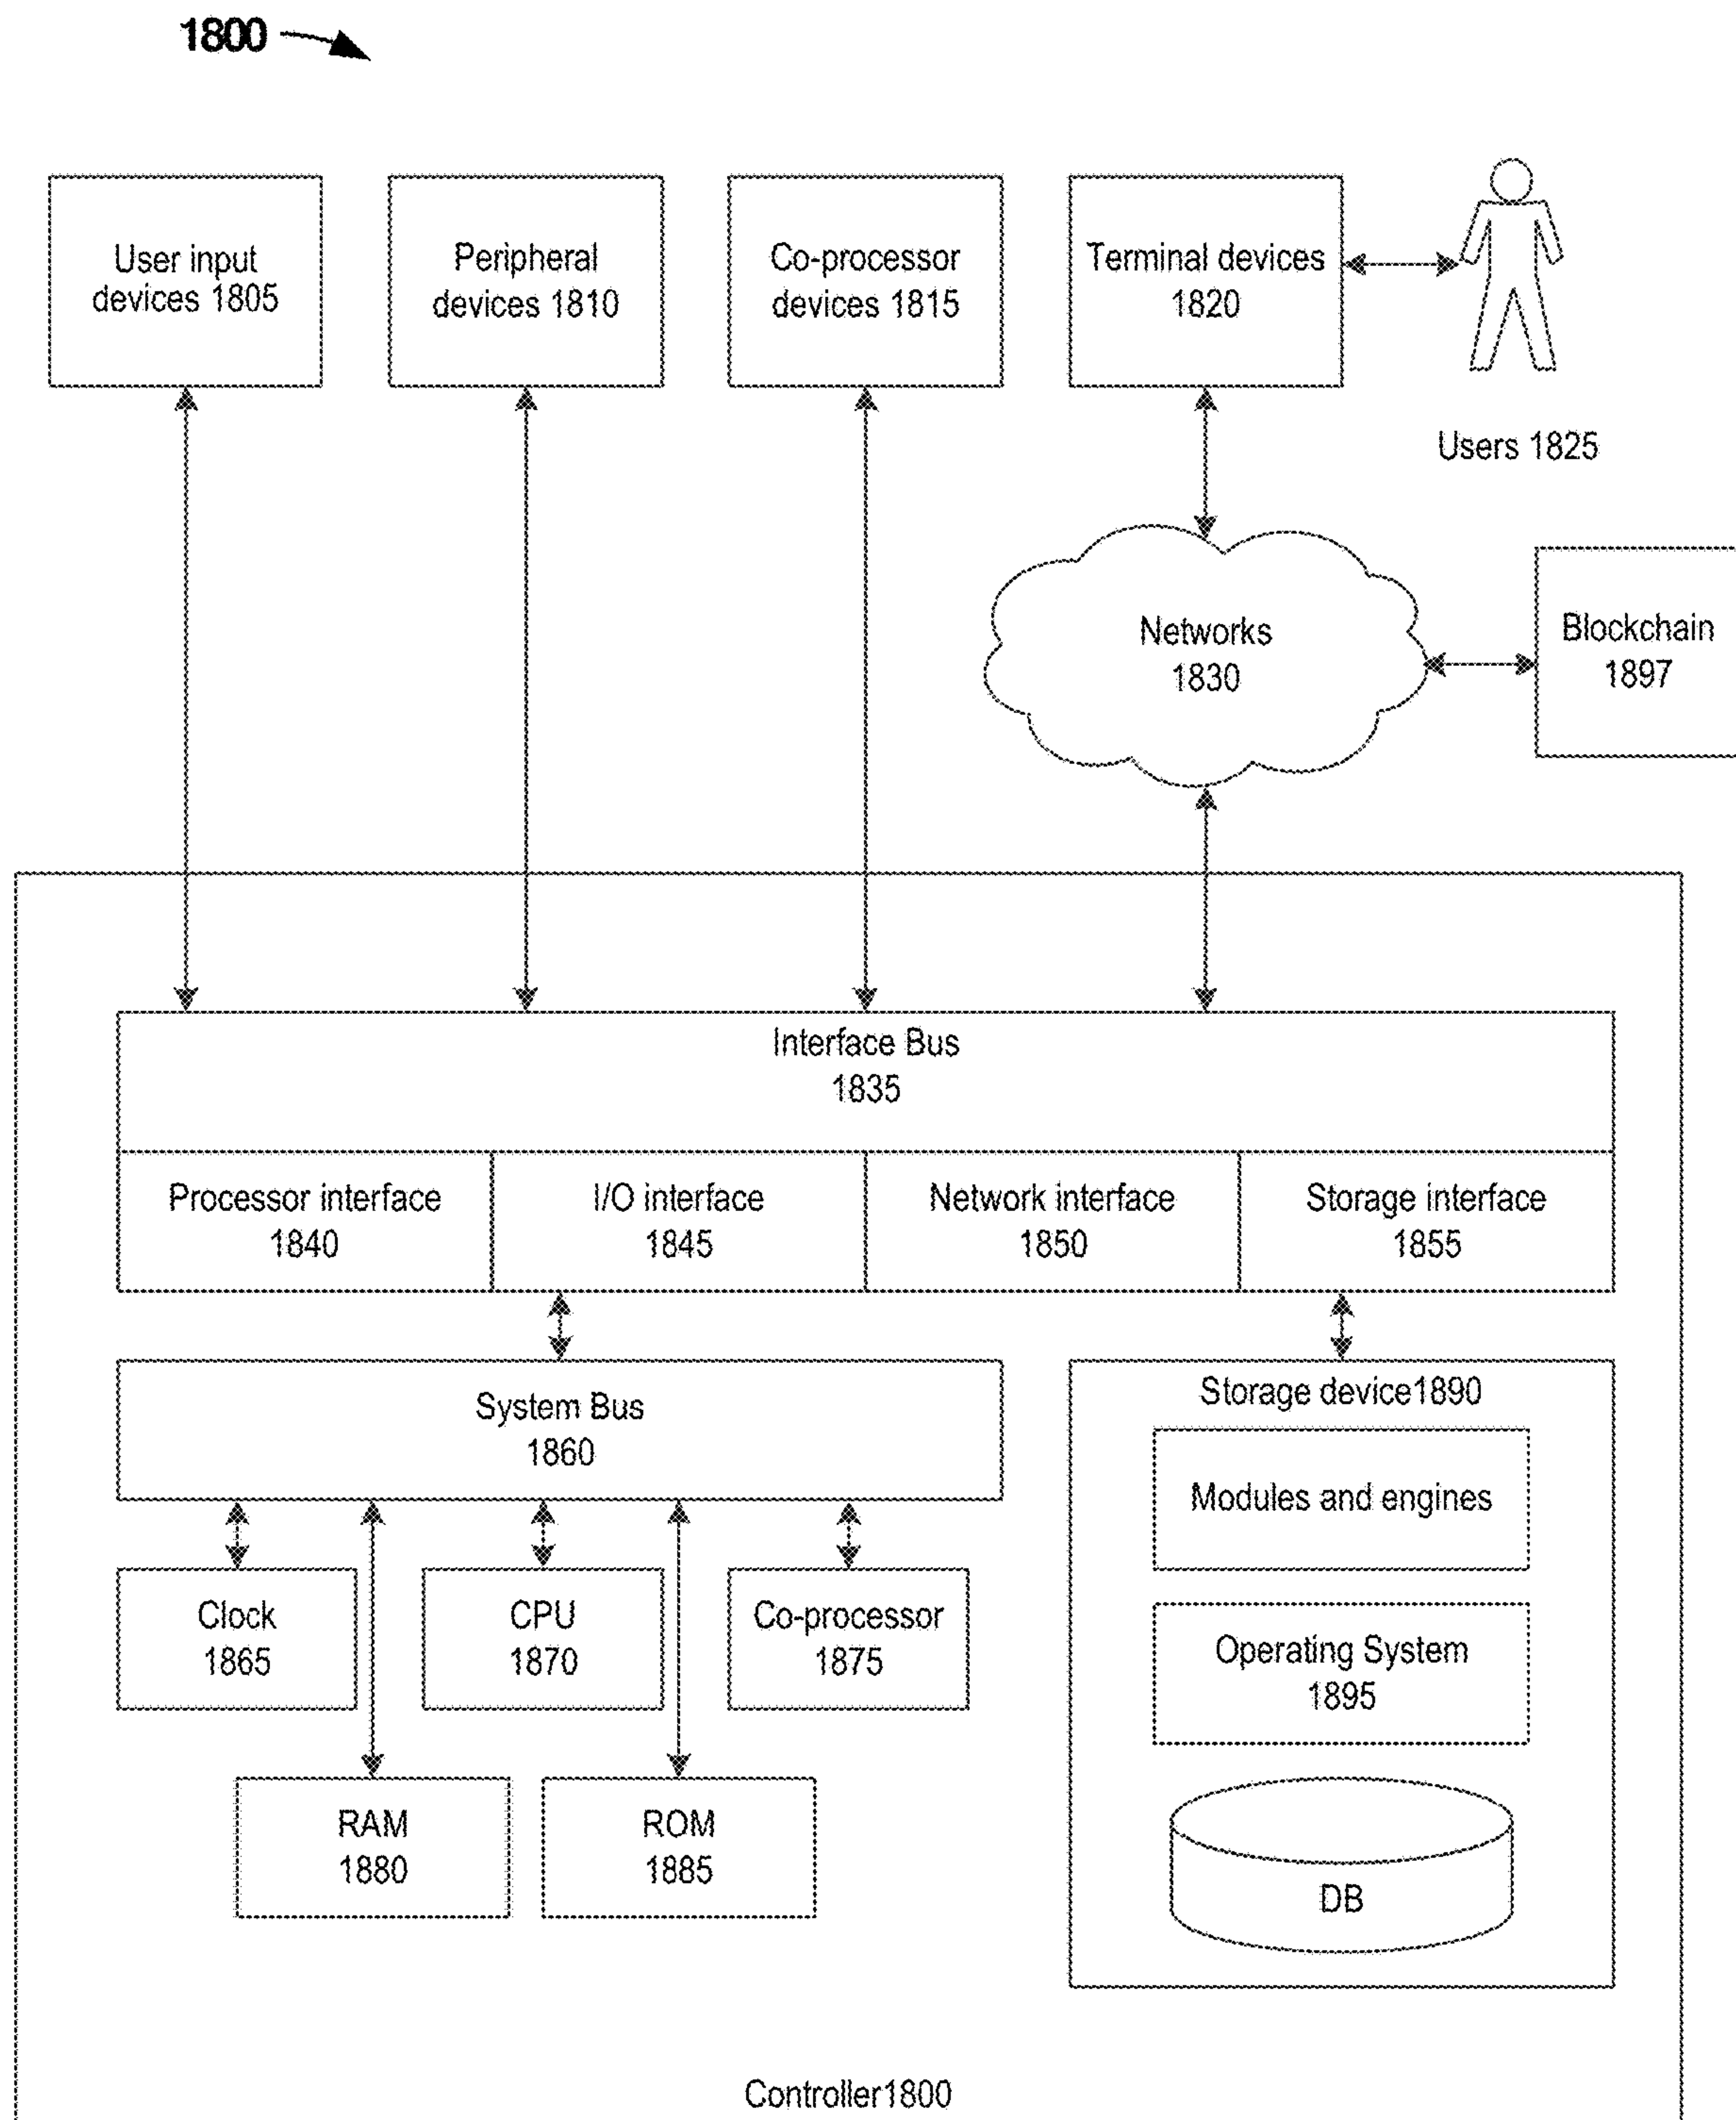 1800
User input
devices 1805
Peripheral
devices 1810
Co-processor
devices 1815
Terminal devices
1820
Users 1825
Networks
1830
Blockchain
1897
Interface Bus
1835
Processor interface
1840
I/O interface
1845
Network interface
1850
Storage interface
1855
System Bus
1860
Storage device1890
Modules and engines
Clock
1865
CPU
1870
Co-processor
1875
Operating System
1895
RAM
1880
ROM
1885
DB
Controller1800